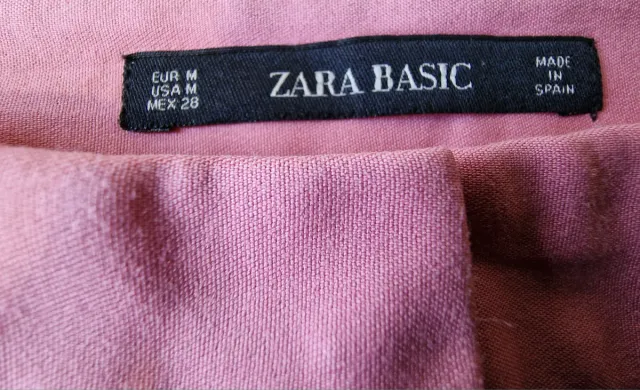 EUR M
USA M
MEX 28
ZARA BASIC
MADE
IN
SPAIN